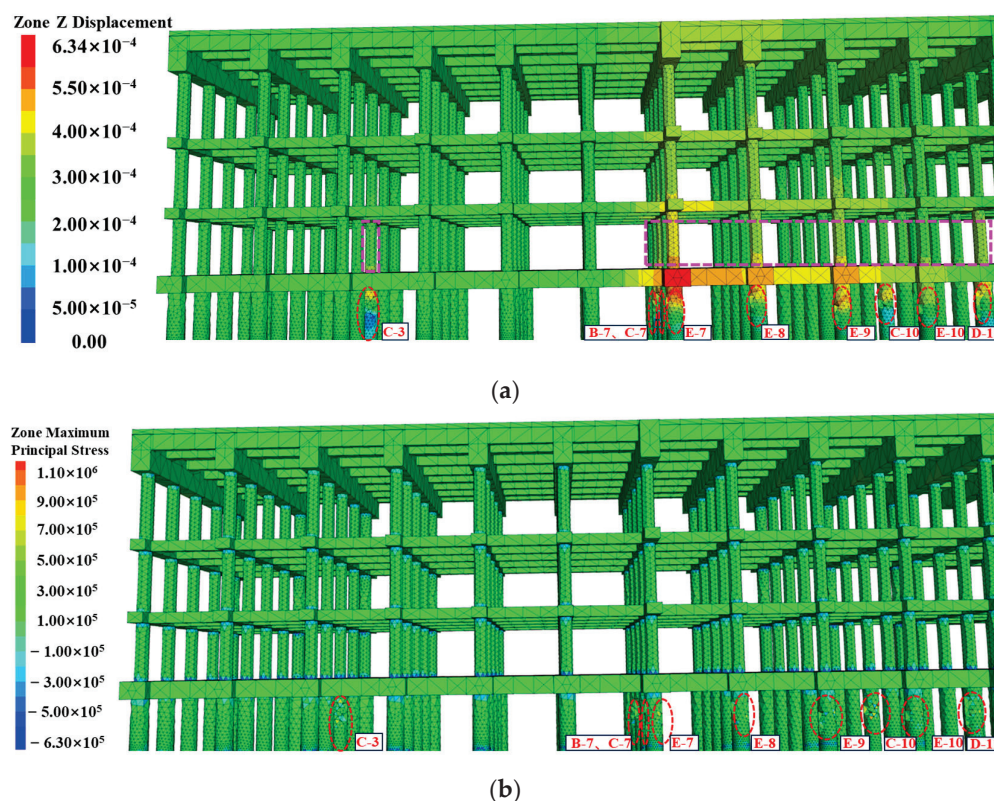 Zone Z Displacement
6.34×10⁻⁴
5.50×10⁻⁴
4.00×10⁻⁴
3.00×10⁻⁴
2.00×10⁻⁴
1.00×10⁻⁴
5.00×10⁻⁵
0.00
C-3
B-7、C-7
E-7
E-8
E-9
C-10
E-10
D-1
(a)
Zone Maximum
Principal Stress
1.10×10⁶
9.00×10⁵
7.00×10⁵
5.00×10⁵
3.00×10⁵
1.00×10⁵
−1.00×10⁵
−3.00×10⁵
−5.00×10⁵
−6.30×10⁵
C-3
B-7、C-7
E-7
E-8
E-9
C-10
E-10
D-1
(b)